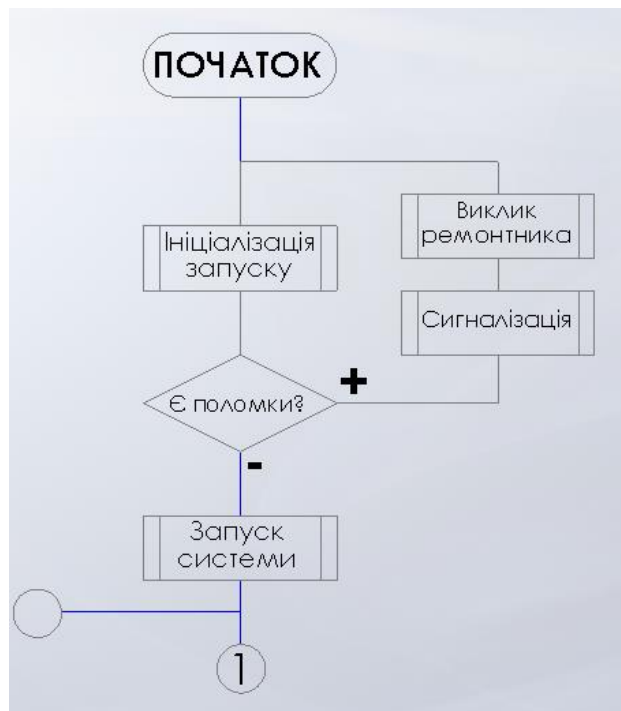 ПОЧАТОК
Ініціалізація
запуску
Виклик
ремонтника
Сигналізація
Є поломки?
+
-
Запуск
системи
1